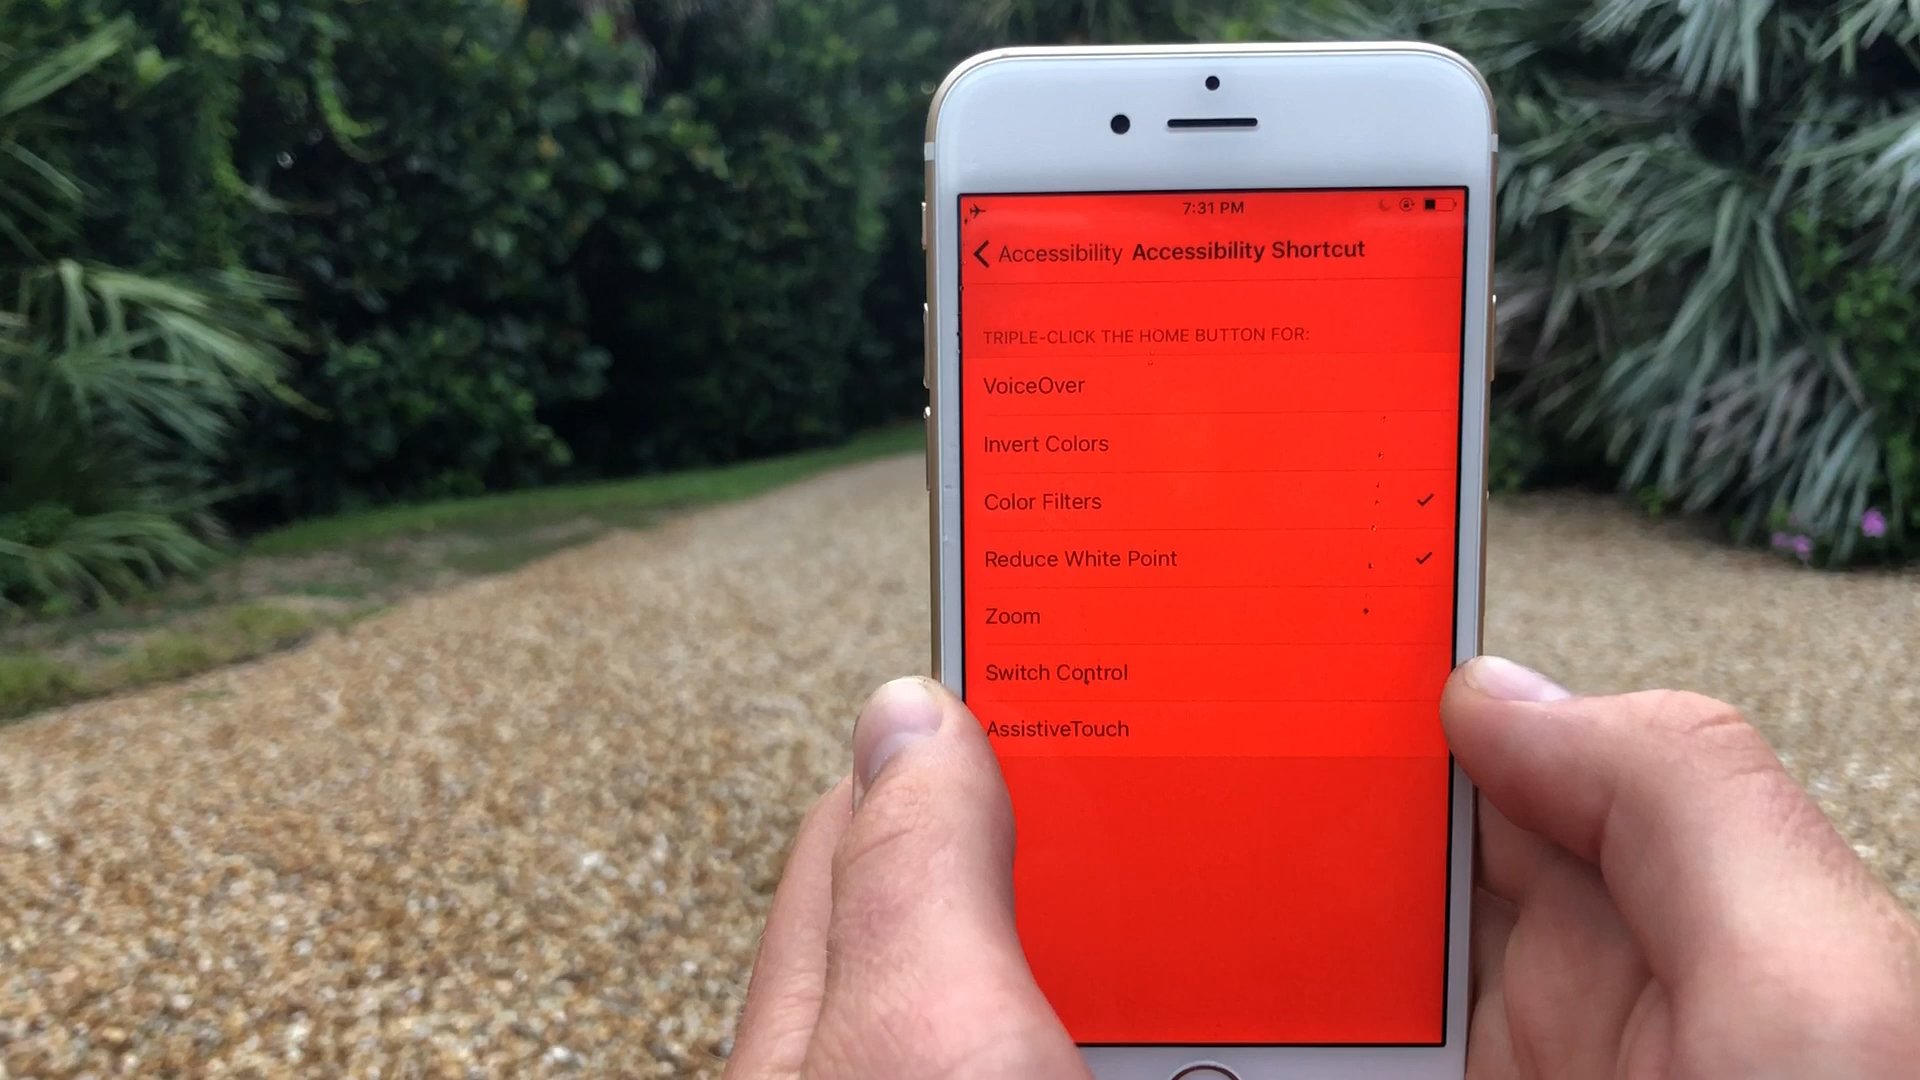 7:31 PM
Accessibility Accessibility Shortcut
TRIPLE-CLICK THE HOME BUTTON FOR:
VoiceOver
Invert Colors
Color Filters
Reduce White Point
Zoom
Switch Control
AssistiveTouch